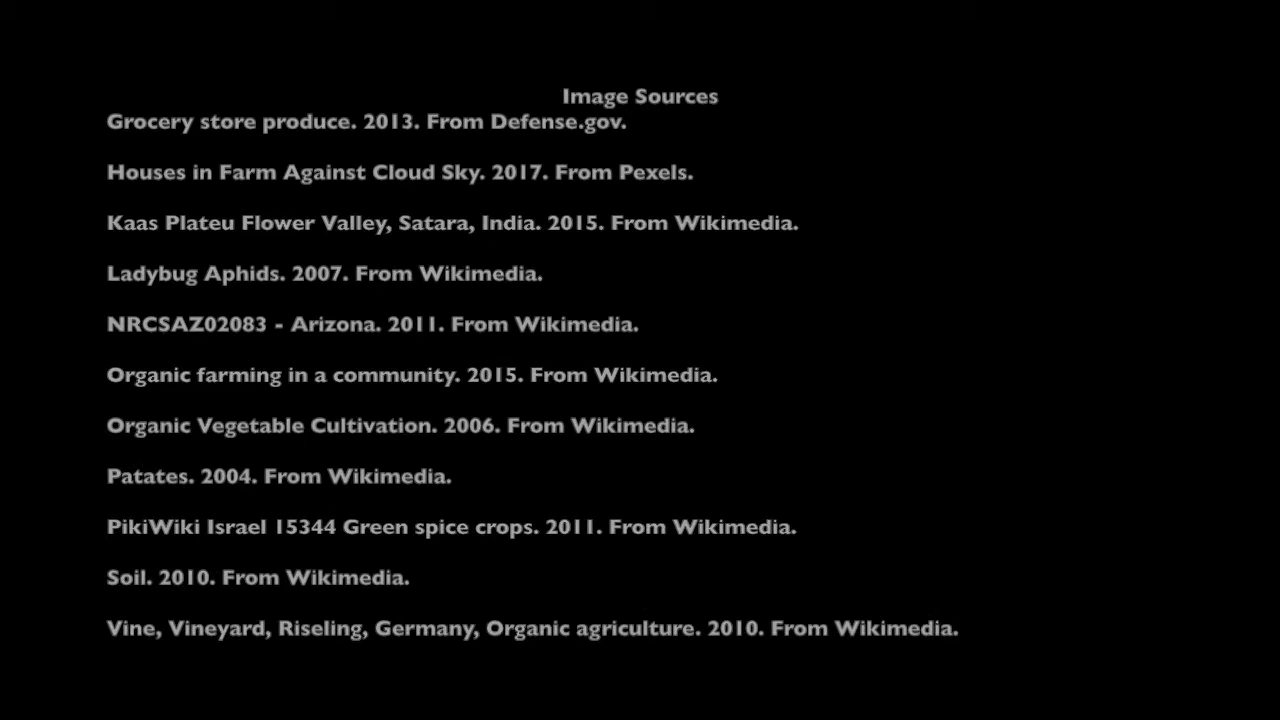 Image Sources
Grocery store produce. 2013. From Defense.gov.
Houses in Farm Against Cloud Sky. 2017. From Pexels.
Kaas Plateu Flower Valley, Satara, India. 2015. From Wikimedia.
Ladybug Aphids. 2007. From Wikimedia.
NRCSAZ02083 - Arizona. 2011. From Wikimedia.
Organic farming in a community. 2015. From Wikimedia.
Organic Vegetable Cultivation. 2006. From Wikimedia.
Patates. 2004. From Wikimedia.
PikiWiki Israel 15344 Green spice crops. 2011. From Wikimedia.
Soil. 2010. From Wikimedia.
Vine, Vineyard, Riseling, Germany, Organic agriculture. 2010. From Wikimedia.